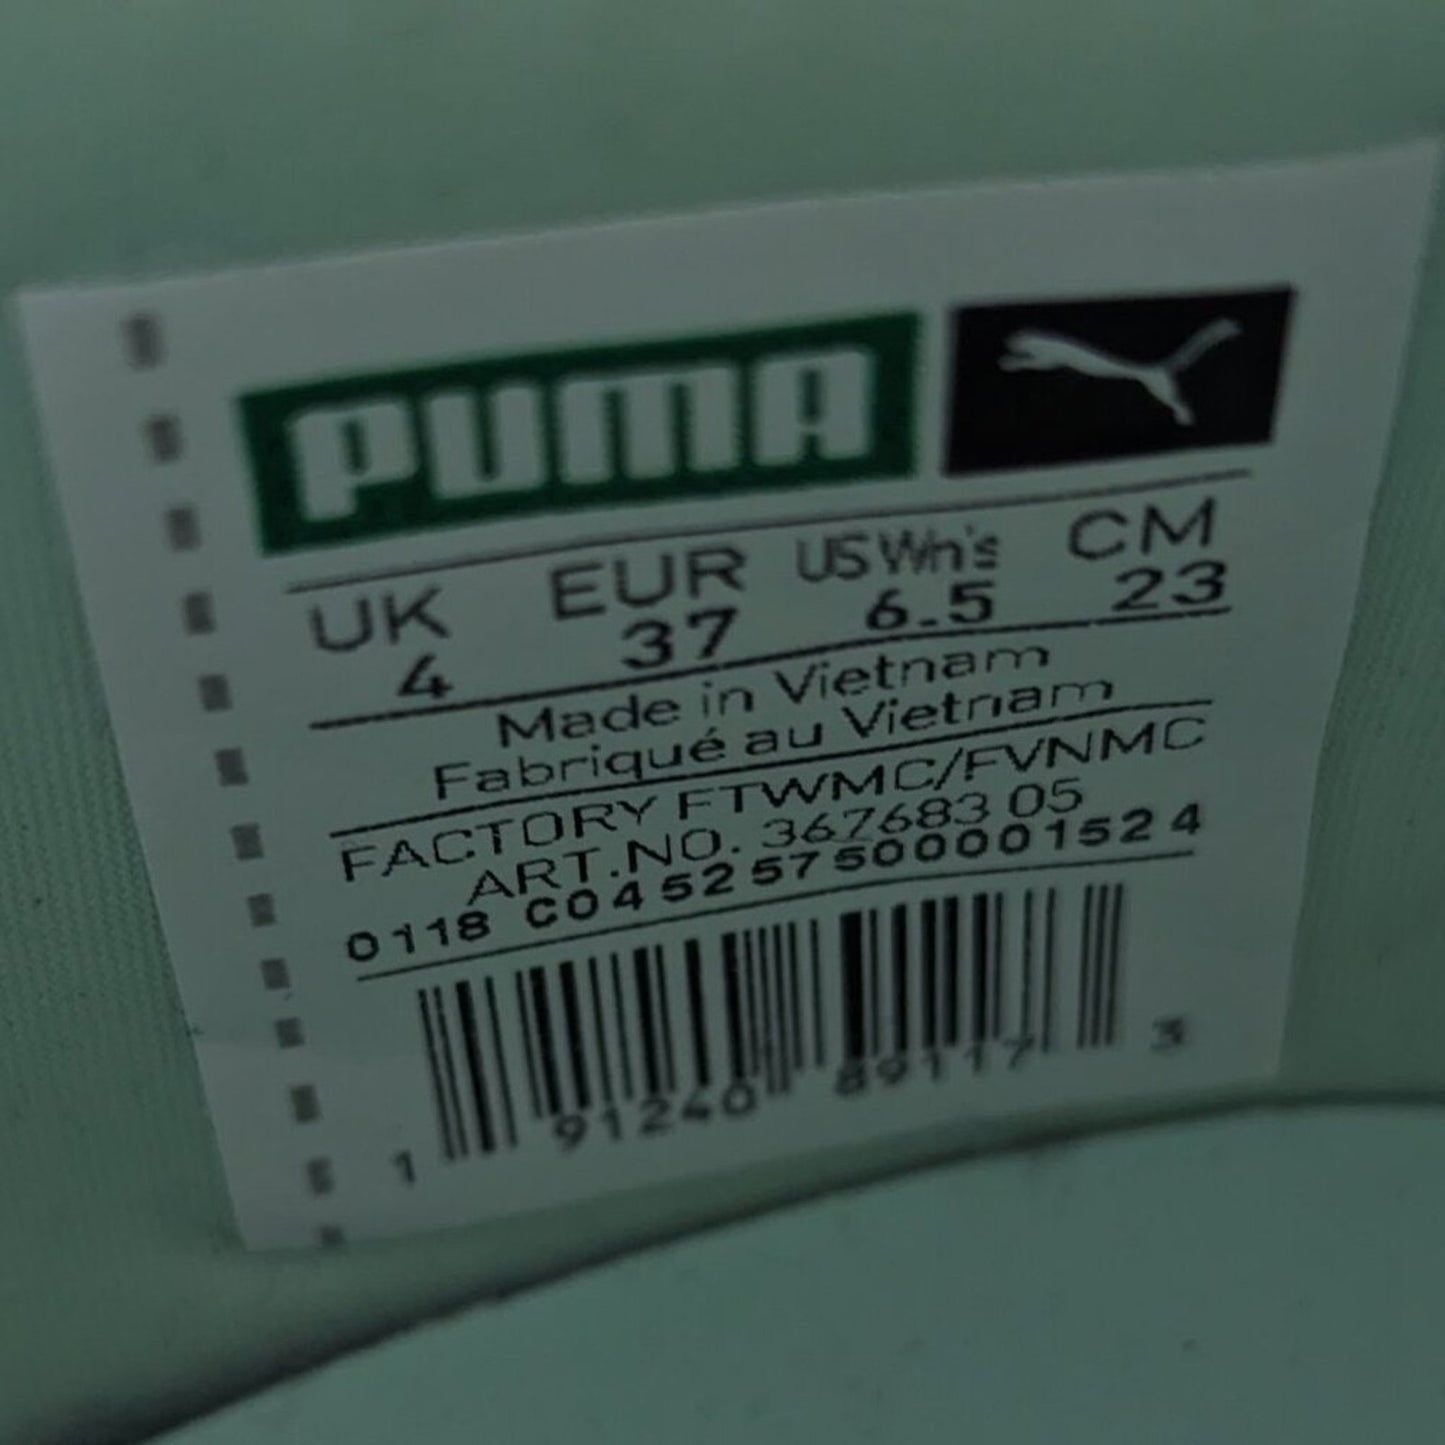 PUMA
UK EUR US Wn's CM
4 37 6.5 23
Made in Vietnam
Fabriqué au Vietnam
FACTORY FTWMC/FVNMC
ART.NO. 367683 05
0118 C045257500001524
1 91240 89117 3